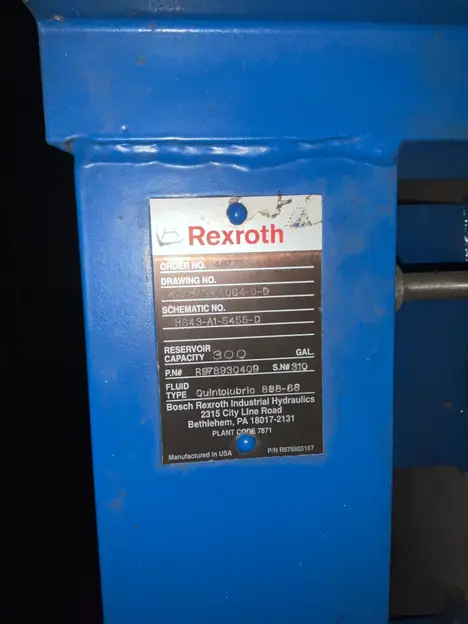 Rexroth
ORDER NO.
DRAWING NO.
SCHEMATIC NO.
H843-A1-5455-D
RESERVOIR
CAPACITY 300 GAL.
P.N# R978930409 S.N# 310
FLUID
TYPE Quintolubric 888-68
Bosch Rexroth Industrial Hydraulics
2315 City Line Road
Bethlehem, PA 18017-2131
PLANT CODE 7871
Manufactured in USA P/N R978805167